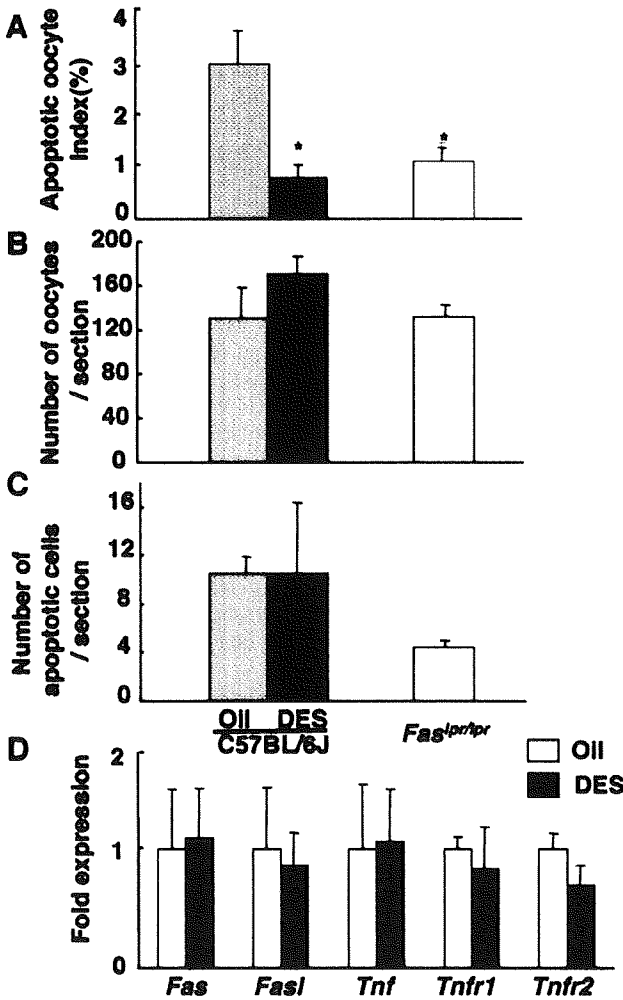 A
Apoptotic oocyte
Index(%)
4
3
2
1
0
*
*
B
Number of oocytes
/ section
200
160
120
80
40
0
C
Number of
apoptotic cells
/ section
16
12
8
4
0
Oil DES
C57BL/6J
Fas lpr/lpr
D
Fold expression
2
1
0
Oil
DES
Fas Fasl Tnf Tnfr1 Tnfr2